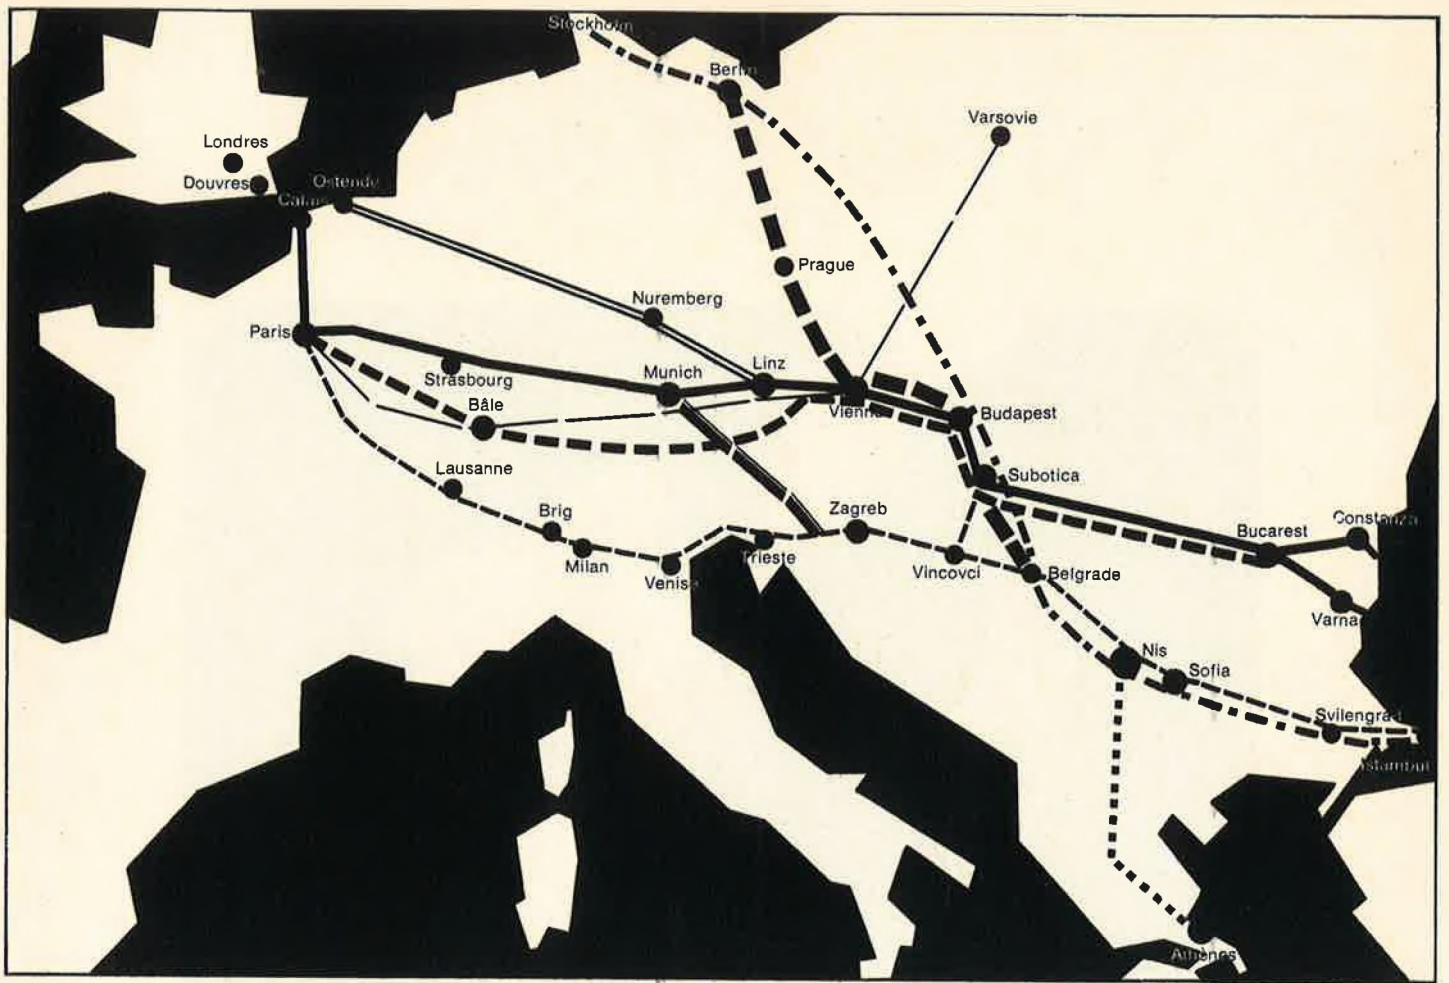 Stockholm
Berlin
Varsovie
Londres
Douvres
Ostende
Calais
Prague
Nuremberg
Paris
Strasbourg
Munich
Linz
Vienne
Budapest
Bâle
Lausanne
Subotica
Brig
Zagreb
Bucarest
Constanza
Milan
Venise
Trieste
Vincovci
Belgrade
Varna
Nis
Sofia
Svilengrad
Istambul
Athènes